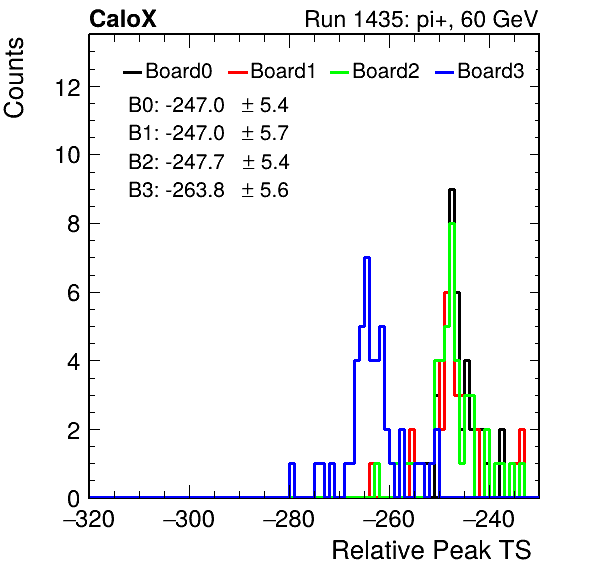 CaloX Run 1435: pi+, 60 GeV
Counts
Board0 Board1 Board2 Board3
B0: -247.0 ± 5.4
B1: -247.0 ± 5.7
B2: -247.7 ± 5.4
B3: -263.8 ± 5.6
12
10
8
6
4
2
0
−320 −300 −280 −260 −240
Relative Peak TS